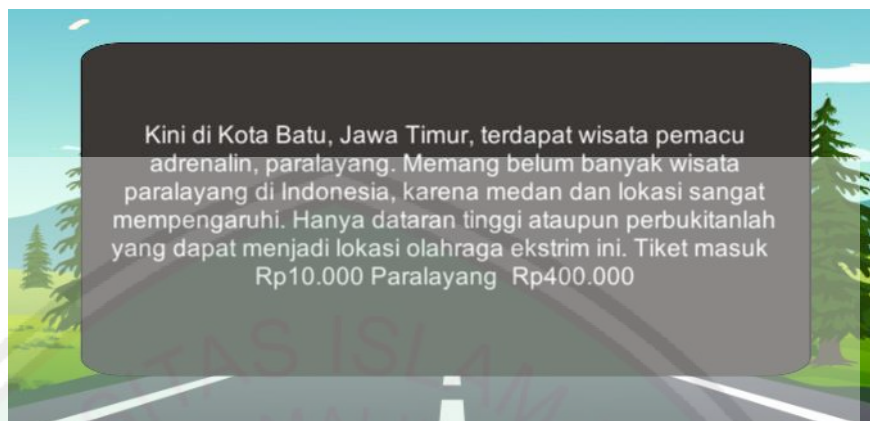 Kini di Kota Batu, Jawa Timur, terdapat wisata pemacu
adrenalin, paralayang. Memang belum banyak wisata
paralayang di Indonesia, karena medan dan lokasi sangat
mempengaruhi. Hanya dataran tinggi ataupun perbukitanlah
yang dapat menjadi lokasi olahraga ekstrim ini. Tiket masuk
Rp10.000 Paralayang Rp400.000
ITAS ISLAM